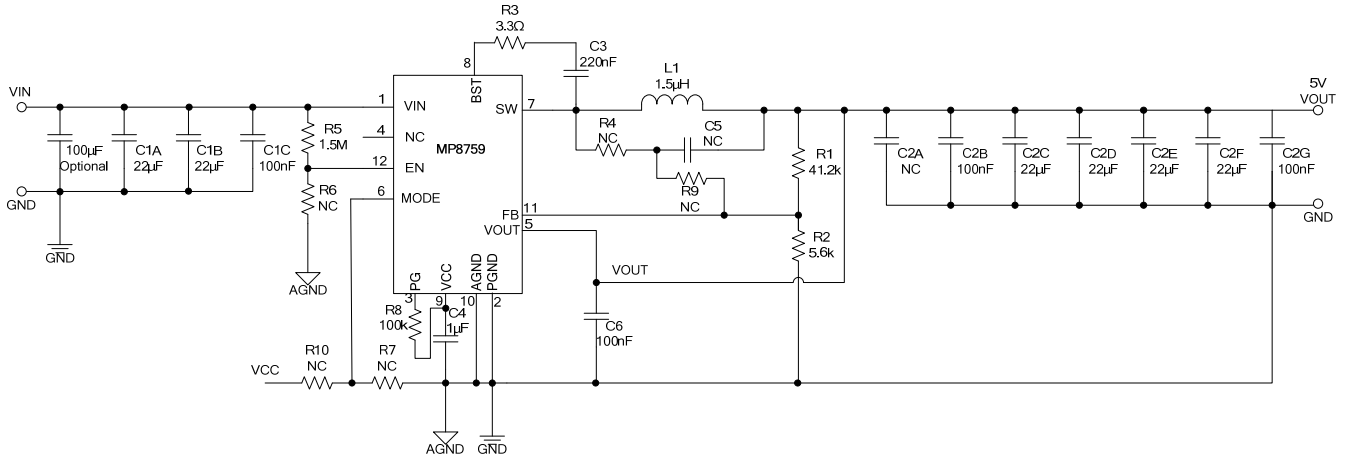 R3
3.3Ω
C3
220nF
8
BST
L1
1.5µH
5V
VOUT
VIN
1
VIN
SW
7
4
NC
MP8759
R5
1.5M
12
EN
6
MODE
R6
NC
100µF
Optional
C1A
22µF
C1B
22µF
C1C
100nF
GND
GND
AGND
R4
NC
C5
NC
R9
NC
R1
41.2k
FB
11
VOUT
5
R2
5.6k
C2A
NC
C2B
100nF
C2C
22µF
C2D
22µF
C2E
22µF
C2F
22µF
C2G
100nF
GND
VOUT
PG
VCC
AGND
PGND
3
9
10
2
R8
100k
C4
1µF
C6
100nF
VCC
R10
NC
R7
NC
AGND
GND